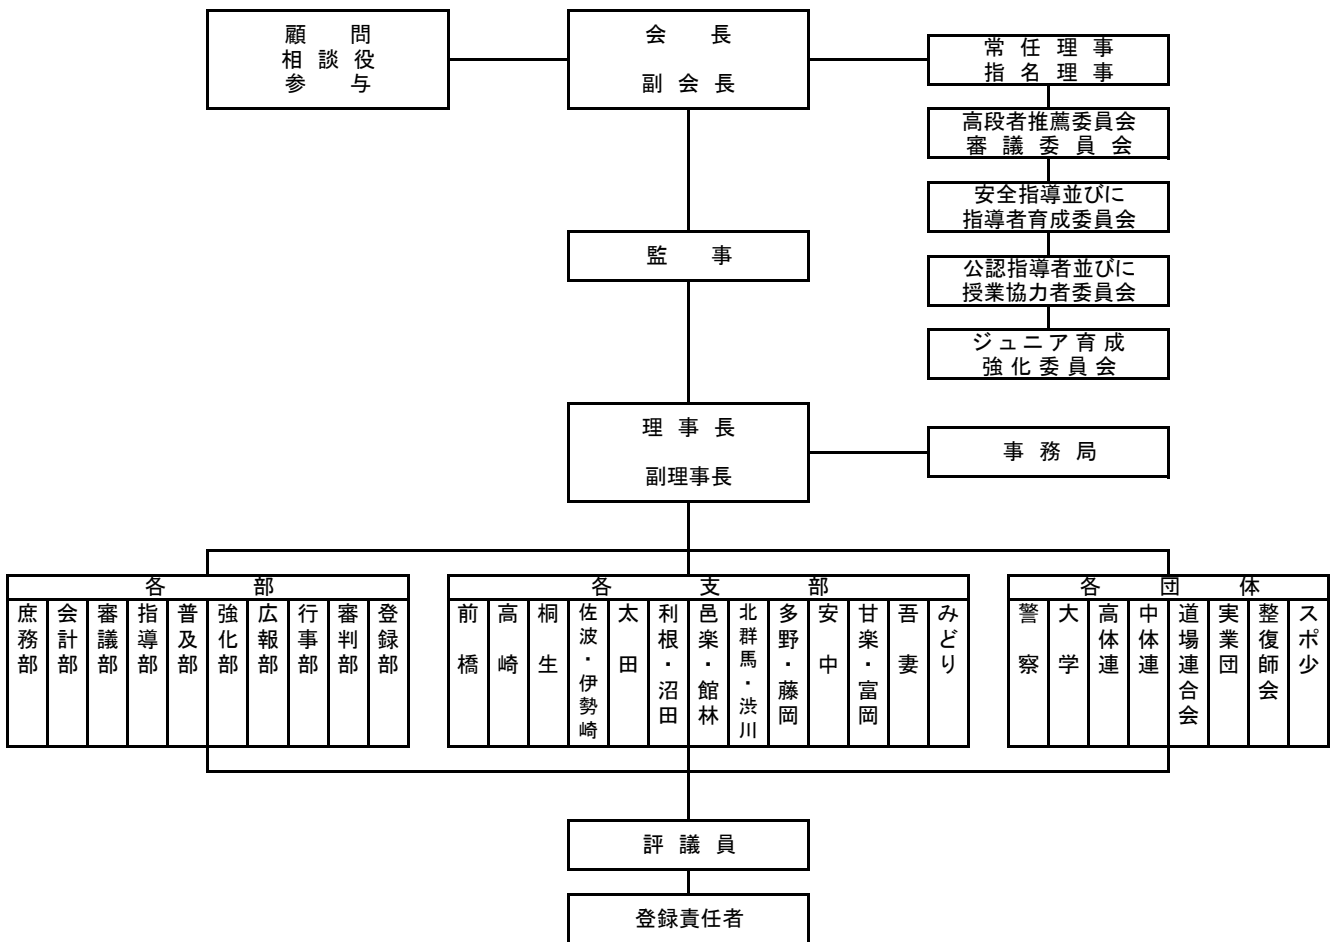 顧問
相談役
参与
会長
副会長
常任理事
指名理事
高段者推薦委員会
審議委員会
安全指導並びに
指導者育成委員会
監事
公認指導者並びに
授業協力者委員会
ジュニア育成
強化委員会
理事長
副理事長
事務局
各部
庶務部
会計部
審議部
指導部
普及部
強化部
広報部
行事部
審判部
登録部
各支部
前橋
高崎
桐生
佐波・伊勢崎
太田
利根・沼田
邑楽・館林
北群馬・渋川
多野・藤岡
安中
甘楽・富岡
吾妻
みどり
各団体
警察
大学
高体連
中体連
道場連合会
実業団
整復師会
スポ少
評議員
登録責任者